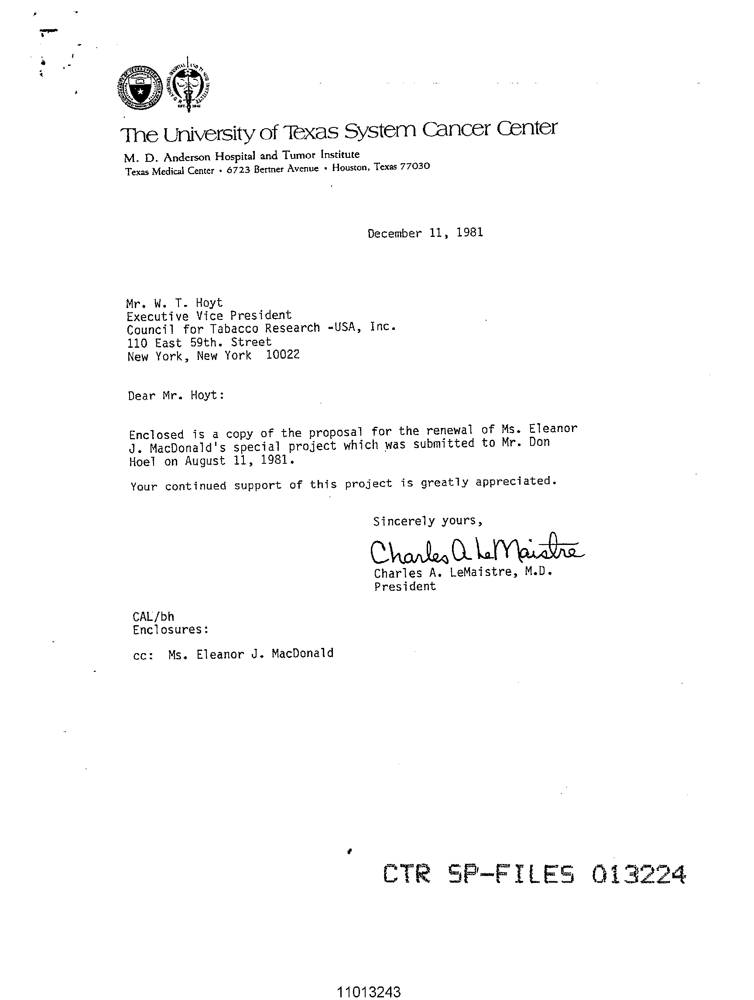 The University of Texas System Cancer Center
M. D. Anderson Hospital and Tumor Institute
Texas Medical Center • 6723 Bertner Avenue • Houston, Texas 77030
December 11, 1981
Mr. W. T. Hoyt
Executive Vice President
Council for Tabacco Research -USA, Inc.
110 East 59th. Street
New York, New York 10022
Dear Mr. Hoyt:
Enclosed is a copy of the proposal for the renewal of Ms. Eleanor
J. MacDonald's special project which was submitted to Mr. Don
Hoel on August 11, 1981.
Your continued support of this project is greatly appreciated.
Sincerely yours,
Charles A. LeMaistre
Charles A. LeMaistre, M.D.
President
CAL/bh
Enclosures:
cc: Ms. Eleanor J. MacDonald
CTR SP-FILES 013224
11013243